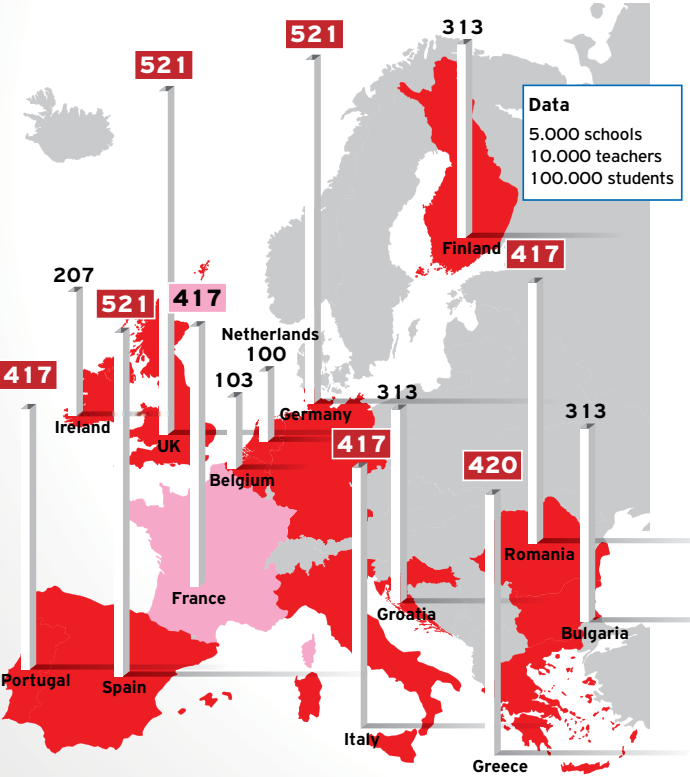 521
521
313
Data
5.000 schools
10.000 teachers
100.000 students
Finland
417
207
521
417
Netherlands
100
417
103
Germany
313
313
Ireland
UK
417
420
Belgium
Romania
France
Croatia
Bulgaria
Portugal
Spain
Italy
Greece